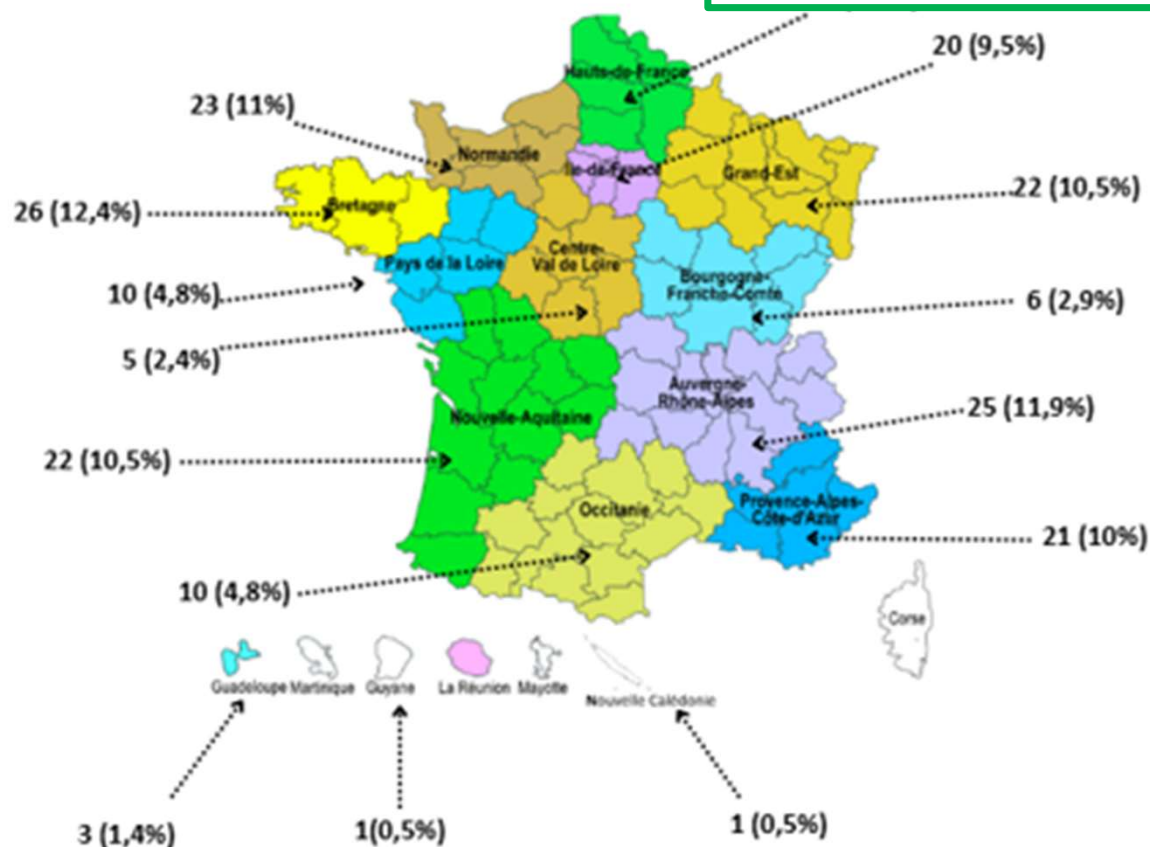 20 (9,5%)
Hauts-de-France
23 (11%)
Normandie
Ile-de-France
Grand-Est
22 (10,5%)
26 (12,4%)
Bretagne
Centre-
Val de Loire
Pays de la Loire
Bourgogne-
Franche-Comté
10 (4,8%)
6 (2,9%)
5 (2,4%)
Auvergne-
Rhône-Alpes
25 (11,9%)
Nouvelle-Aquitaine
22 (10,5%)
Occitanie
Provence-Alpes-
Côte-d'Azur
21 (10%)
10 (4,8%)
Corse
Guadeloupe Martinique Guyane La Réunion Mayotte
Nouvelle Calédonie
3 (1,4%)
1(0,5%)
1 (0,5%)